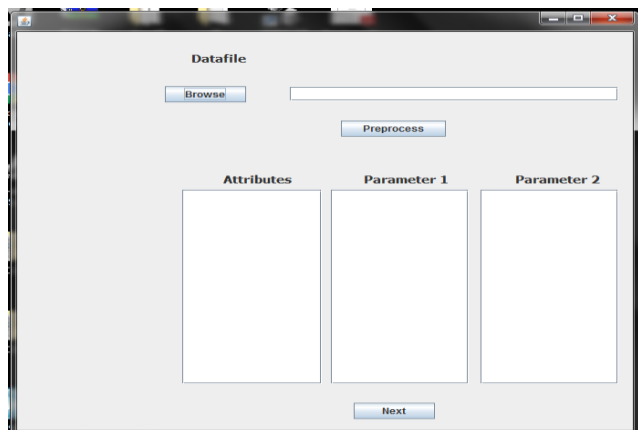 Datafile
Browse
Preprocess
Attributes Parameter 1 Parameter 2
Next